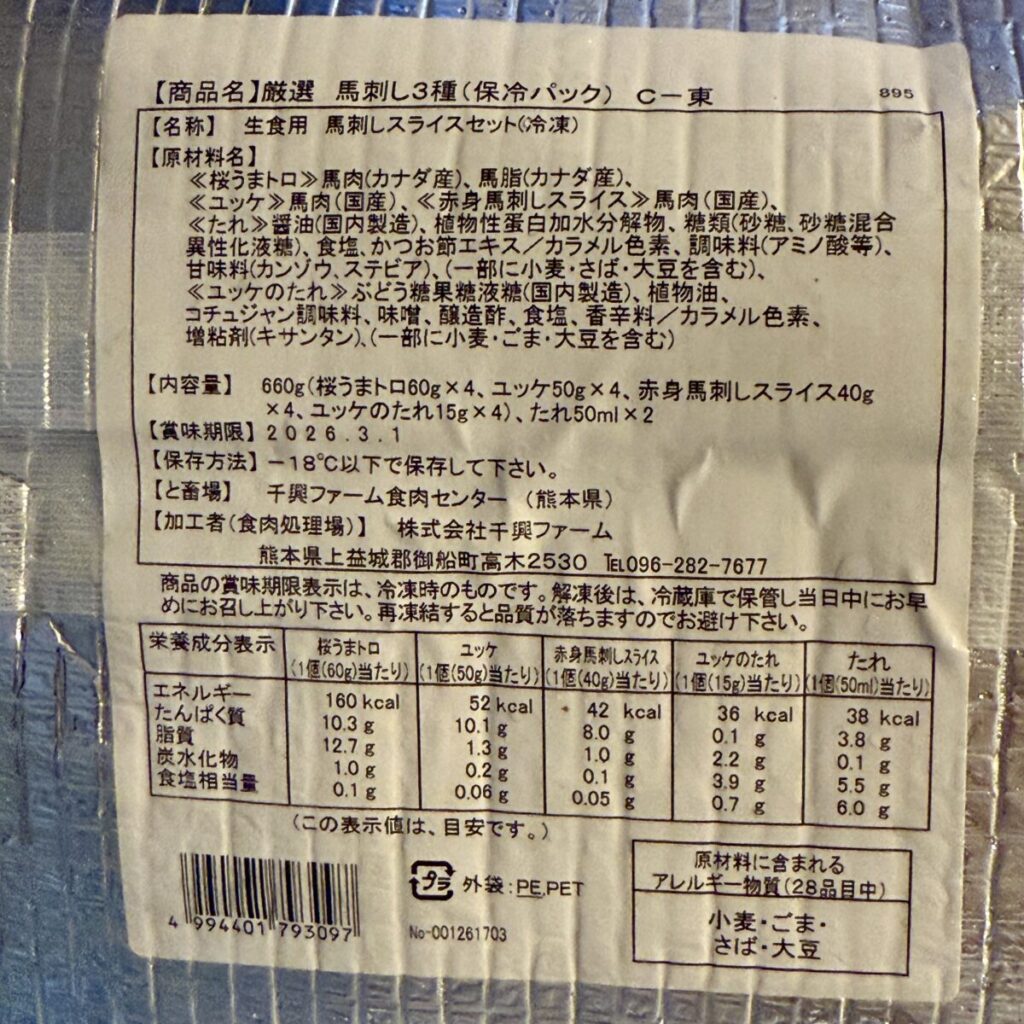 【商品名】厳選 馬刺し3種(保冷パック) C－東 895
【名称】 生食用 馬刺しスライスセット(冷凍)
【原材料名】
≪桜うまトロ≫馬肉(カナダ産)、馬脂(カナダ産)、
≪ユッケ≫馬肉(国産)、≪赤身馬刺しスライス≫馬肉(国産)、
≪たれ≫醤油(国内製造)、植物性蛋白加水分解物、糖類(砂糖、砂糖混合
異性化液糖)、食塩、かつお節エキス／カラメル色素、調味料(アミノ酸等)、
甘味料(カンゾウ、ステビア)、(一部に小麦・さば・大豆を含む)、
≪ユッケのたれ≫ぶどう糖果糖液糖(国内製造)、植物油、
コチュジャン調味料、味噌、醸造酢、食塩、香辛料／カラメル色素、
増粘剤(キサンタン)、(一部に小麦・ごま・大豆を含む)
【内容量】 660g(桜うまトロ60g×4、ユッケ50g×4、赤身馬刺しスライス40g
×4、ユッケのたれ15g×4)、たれ50ml×2
【賞味期限】2026.3.1
【保存方法】－18℃以下で保存して下さい。
【と畜場】 千興ファーム食肉センター (熊本県)
【加工者(食肉処理場)】 株式会社千興ファーム
熊本県上益城郡御船町高木2530 TEL096-282-7677
商品の賞味期限表示は、冷凍時のものです。解凍後は、冷蔵庫で保管し当日中にお早
めにお召し上がり下さい。再凍結すると品質が落ちますのでお避け下さい。
栄養成分表示 桜うまトロ ユッケ 赤身馬刺しスライス ユッケのたれ たれ
(1個(60g)当たり) (1個(50g)当たり) (1個(40g)当たり) (1個(15g)当たり) (1個(50ml)当たり)
エネルギー 160 kcal 52 kcal 42 kcal 36 kcal 38 kcal
たんぱく質 10.3 g 10.1 g 8.0 g 0.1 g 3.8 g
脂質 12.7 g 1.3 g 1.0 g 2.2 g 0.1 g
炭水化物 1.0 g 0.2 g 0.1 g 3.9 g 5.5 g
食塩相当量 0.1 g 0.06 g 0.05 g 0.7 g 6.0 g
(この表示値は、目安です。)
プラ 外袋:PE,PET
No-001261703
4 994401 793097
原材料に含まれる
アレルギー物質(28品目中)
小麦・ごま・
さば・大豆